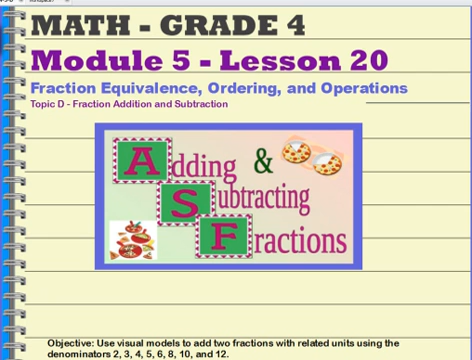 MATH - GRADE 4
Module 5 - Lesson 20
Fraction Equivalence, Ordering, and Operations
Topic D - Fraction Addition and Subtraction
Adding &
Subtracting
Fractions
Objective: Use visual models to add two fractions with related units using the
denominators 2, 3, 4, 5, 6, 8, 10, and 12.